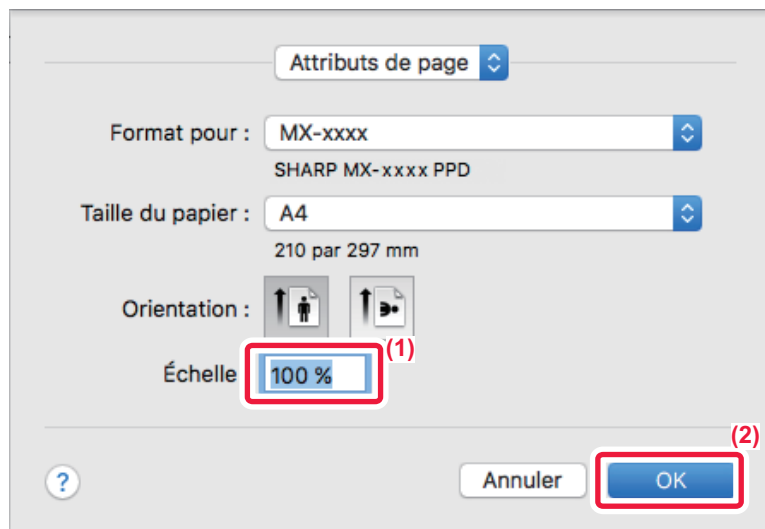 Attributs de page
Format pour : MX-xxxx
SHARP MX-xxxx PPD
Taille du papier : A4
210 par 297 mm
Orientation :
(1)
Échelle 100 %
(2)
? Annuler OK